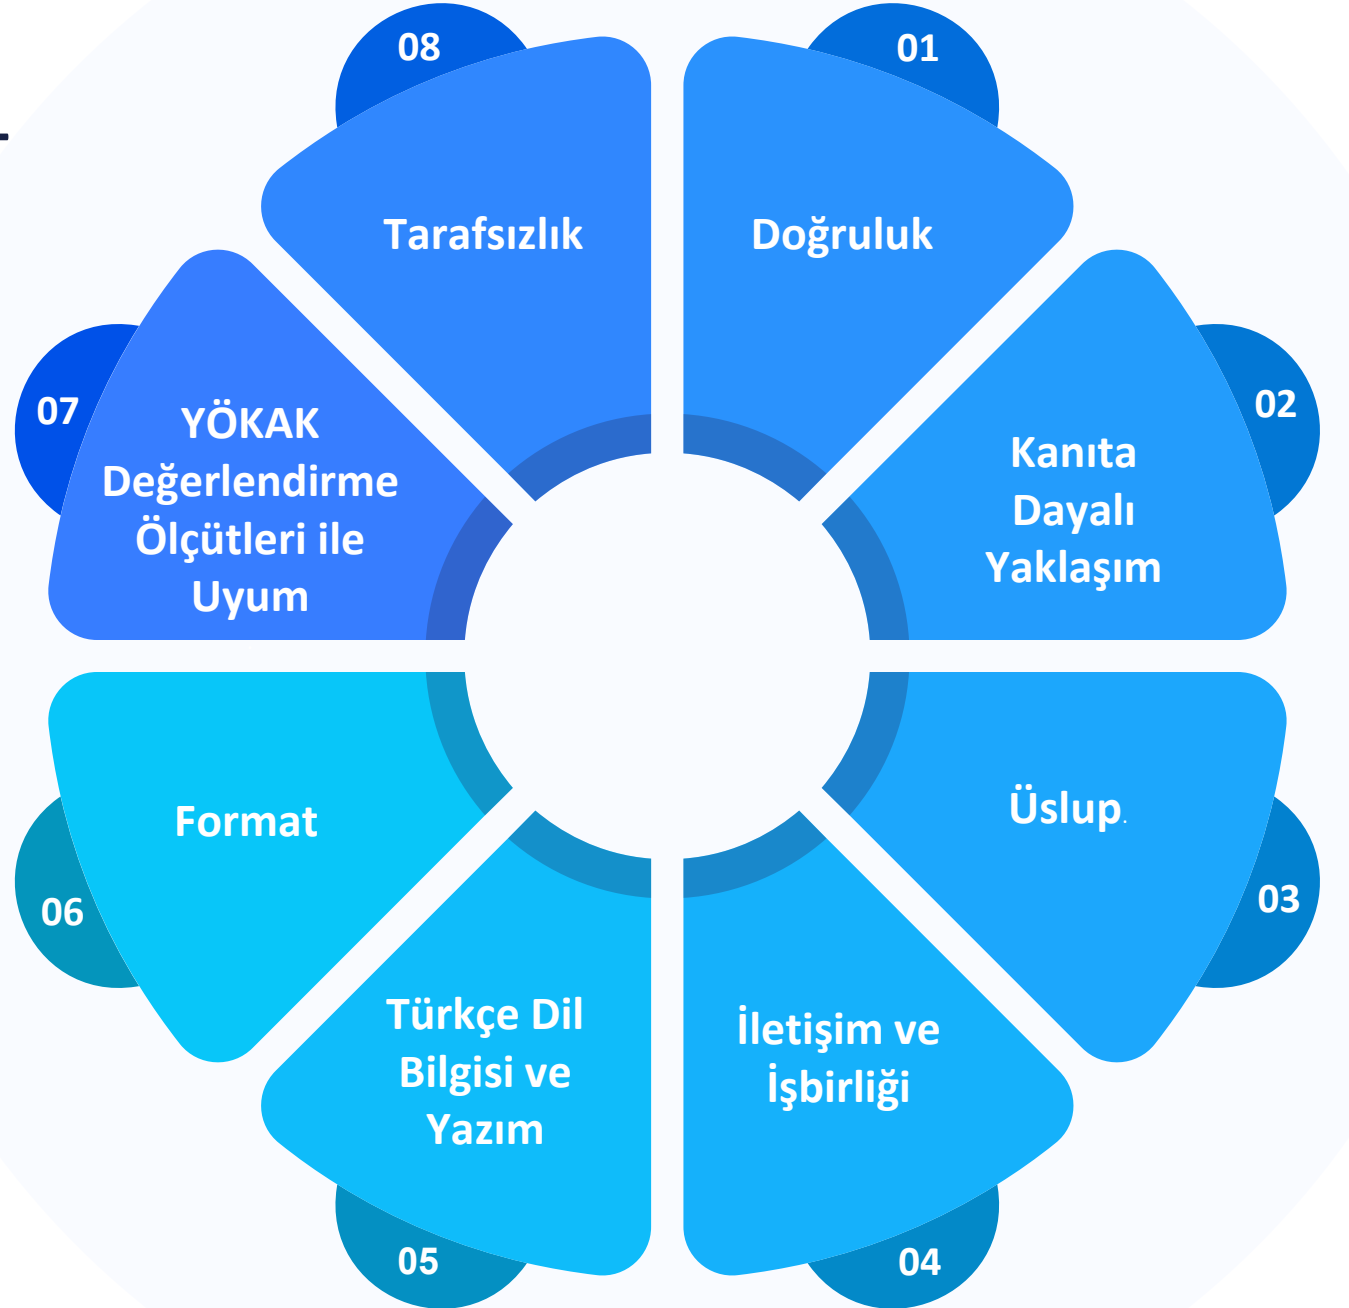 01
Doğruluk
02
Kanıta
Dayalı
Yaklaşım
03
Üslup.
04
İletişim ve
İşbirliği
05
Türkçe Dil
Bilgisi ve
Yazım
06
Format
07
YÖKAK
Değerlendirme
Ölçütleri ile
Uyum
08
Tarafsızlık